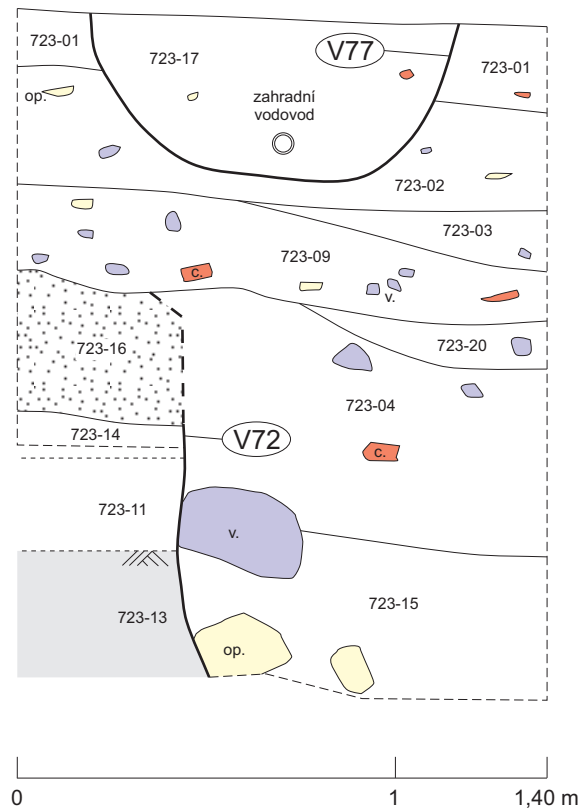 723-01
723-17
V77
723-01
op.
zahradní
vodovod
723-02
723-03
723-09
c.
v.
723-16
723-20
723-04
723-14
V72
c.
723-11
v.
723-15
723-13
op.
0
1
1,40 m